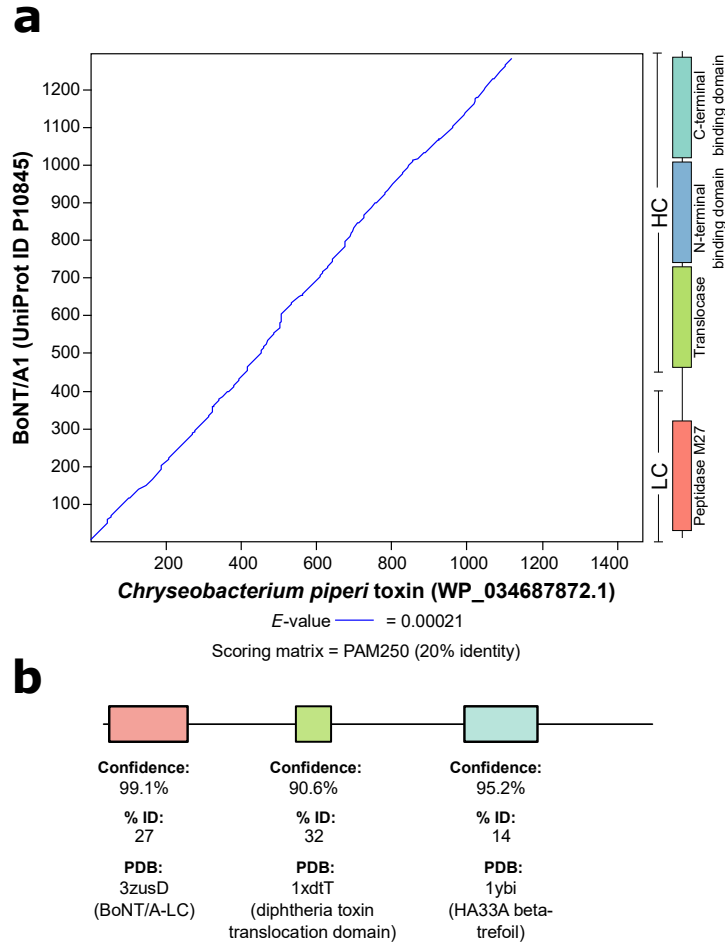 a
BoNT/A1 (UniProt ID P10845)
1200
1100
1000
900
800
700
600
500
400
300
200
100
200 400 600 800 1000 1200 1400
Chryseobacterium piperi toxin (WP_034687872.1)
E-value = 0.00021
Scoring matrix = PAM250 (20% identity)
HC
LC
C-terminal
binding domain
N-terminal
binding domain
Translocase
Peptidase M27
b
Confidence: Confidence: Confidence:
99.1% 90.6% 95.2%
% ID: % ID: % ID:
27 32 14
PDB: PDB: PDB:
3zusD 1xdtT 1ybi
(BoNT/A-LC) (diphtheria toxin (HA33A beta-
translocation domain) trefoil)